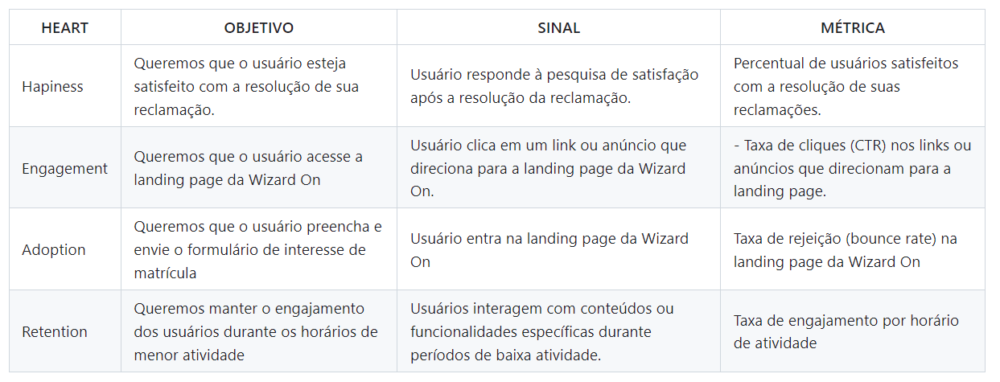 HEART OBJETIVO SINAL MÉTRICA
Hapiness
Queremos que o usuário esteja
satisfeito com a resolução de sua
reclamação.
Usuário responde à pesquisa de satisfação
após a resolução da reclamação.
Percentual de usuários satisfeitos
com a resolução de suas
reclamações.
Engagement
Queremos que o usuário acesse a
landing page da Wizard On
Usuário clica em um link ou anúncio que
direciona para a landing page da Wizard
On.
- Taxa de cliques (CTR) nos links ou
anúncios que direcionam para a
landing page.
Adoption
Queremos que o usuário preencha e
envie o formulário de interesse de
matrícula
Usuário entra na landing page da Wizard
On
Taxa de rejeição (bounce rate) na
landing page da Wizard On
Retention
Queremos manter o engajamento
dos usuários durante os horários de
menor atividade
Usuários interagem com conteúdos ou
funcionalidades específicas durante
períodos de baixa atividade.
Taxa de engajamento por horário
de atividade